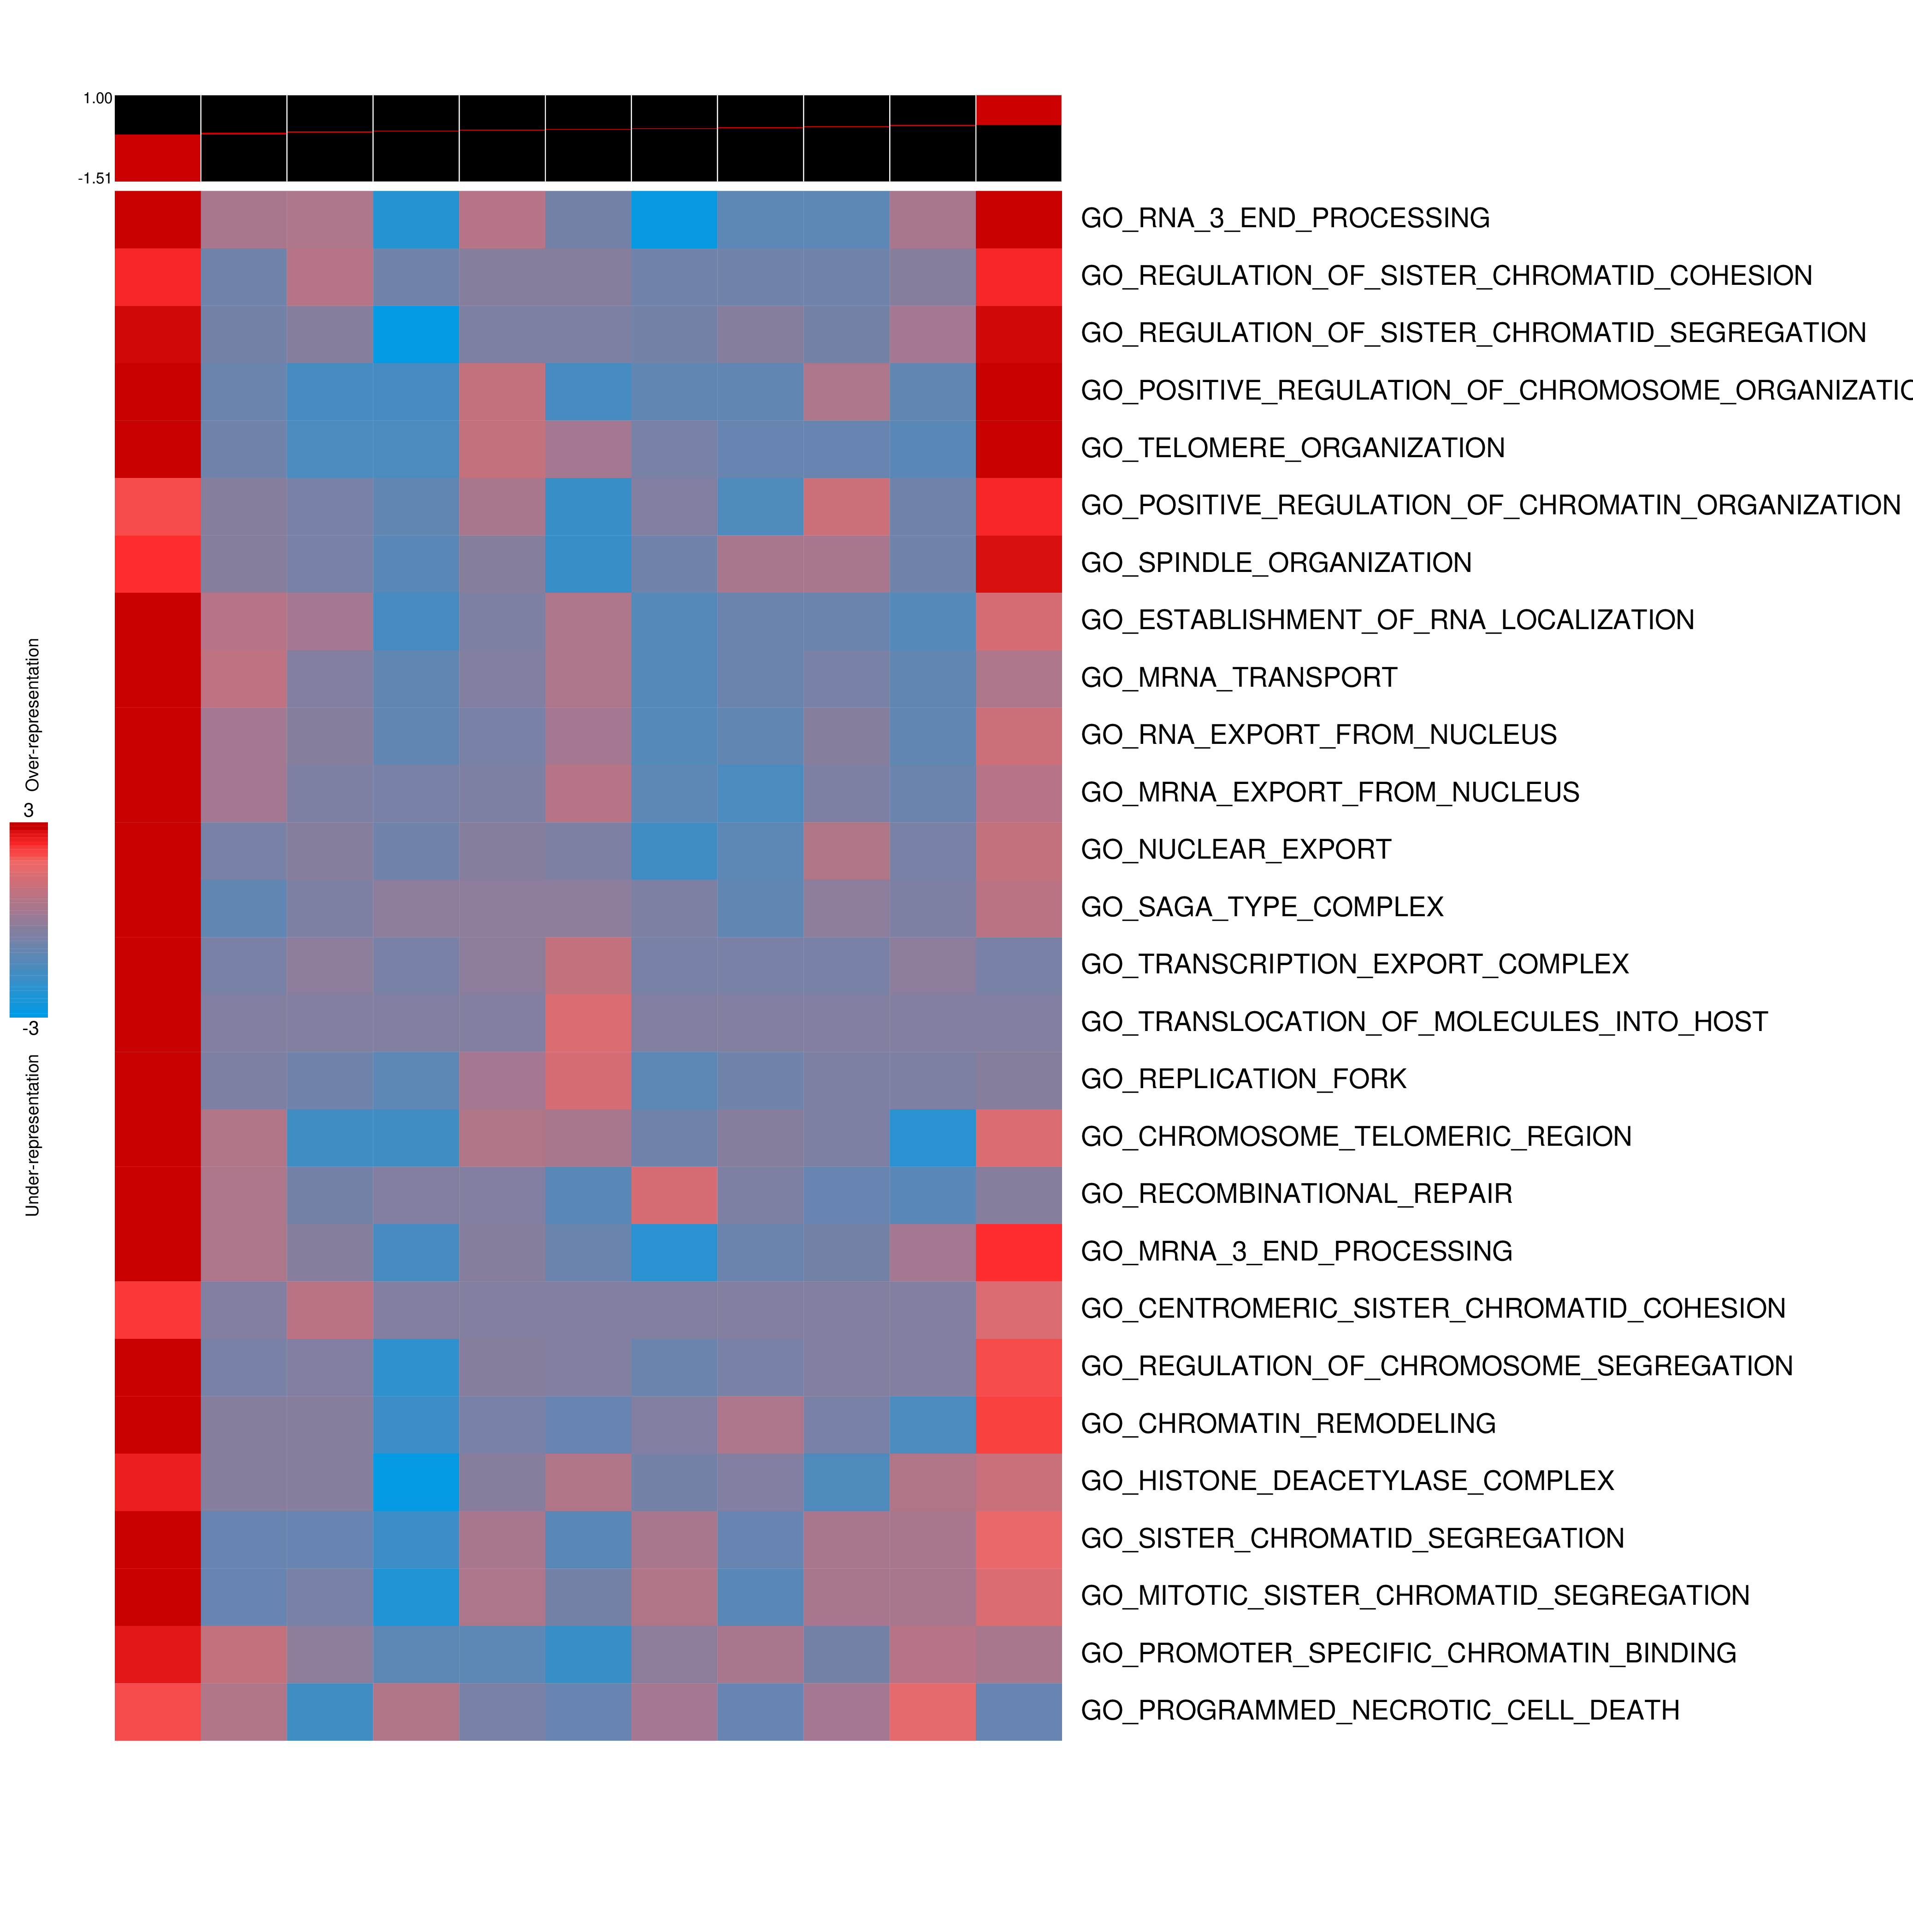 1.00
-1.51
GO_RNA_3_END_PROCESSING
GO_REGULATION_OF_SISTER_CHROMATID_COHESION
GO_REGULATION_OF_SISTER_CHROMATID_SEGREGATION
GO_POSITIVE_REGULATION_OF_CHROMOSOME_ORGANIZATIO
GO_TELOMERE_ORGANIZATION
GO_POSITIVE_REGULATION_OF_CHROMATIN_ORGANIZATION
GO_SPINDLE_ORGANIZATION
GO_ESTABLISHMENT_OF_RNA_LOCALIZATION
GO_MRNA_TRANSPORT
GO_RNA_EXPORT_FROM_NUCLEUS
GO_MRNA_EXPORT_FROM_NUCLEUS
GO_NUCLEAR_EXPORT
GO_SAGA_TYPE_COMPLEX
GO_TRANSCRIPTION_EXPORT_COMPLEX
GO_TRANSLOCATION_OF_MOLECULES_INTO_HOST
GO_REPLICATION_FORK
GO_CHROMOSOME_TELOMERIC_REGION
GO_RECOMBINATIONAL_REPAIR
GO_MRNA_3_END_PROCESSING
GO_CENTROMERIC_SISTER_CHROMATID_COHESION
GO_REGULATION_OF_CHROMOSOME_SEGREGATION
GO_CHROMATIN_REMODELING
GO_HISTONE_DEACETYLASE_COMPLEX
GO_SISTER_CHROMATID_SEGREGATION
GO_MITOTIC_SISTER_CHROMATID_SEGREGATION
GO_PROMOTER_SPECIFIC_CHROMATIN_BINDING
GO_PROGRAMMED_NECROTIC_CELL_DEATH
Over-representation
3
-3
Under-representation